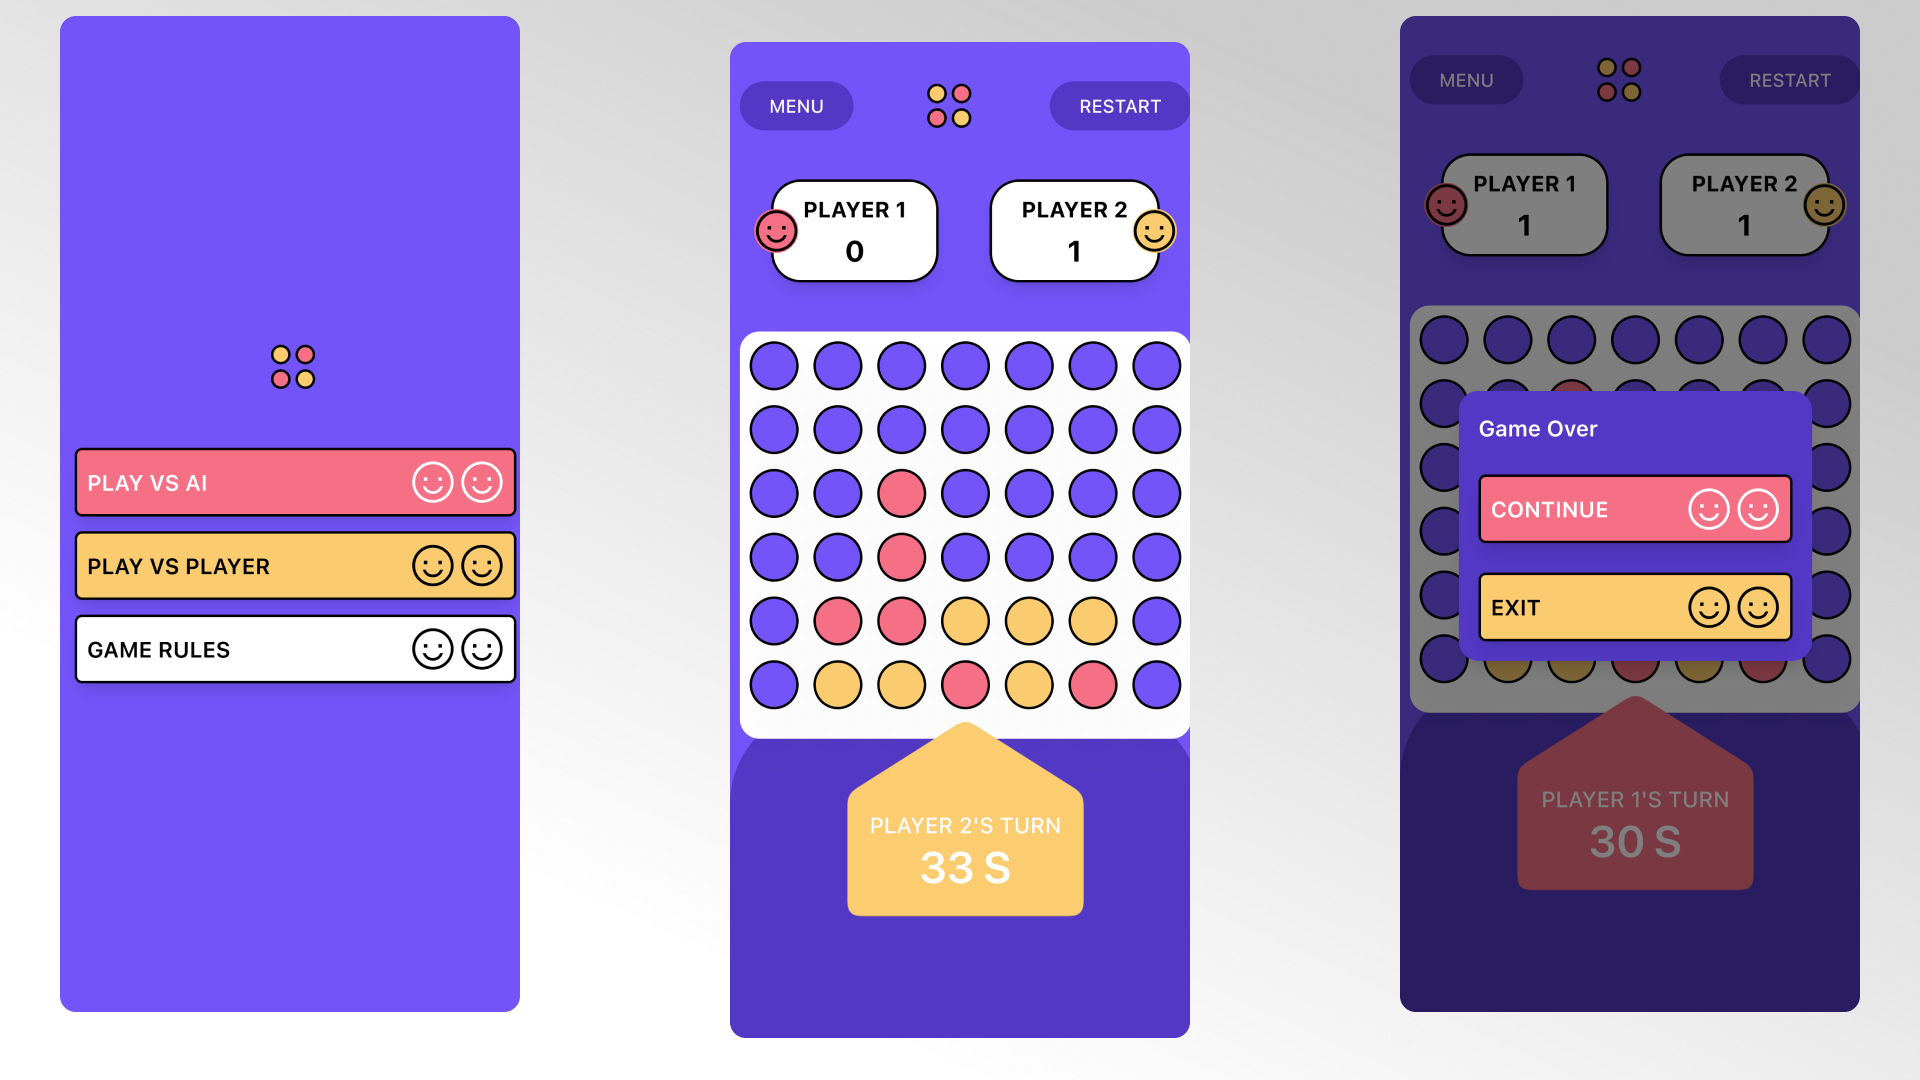 PLAY VS AI
PLAY VS PLAYER
GAME RULES
MENU
RESTART
PLAYER 1
0
PLAYER 2
1
PLAYER 2'S TURN
33 S
MENU
RESTART
PLAYER 1
1
PLAYER 2
1
Game Over
CONTINUE
EXIT
PLAYER 1'S TURN
30 S